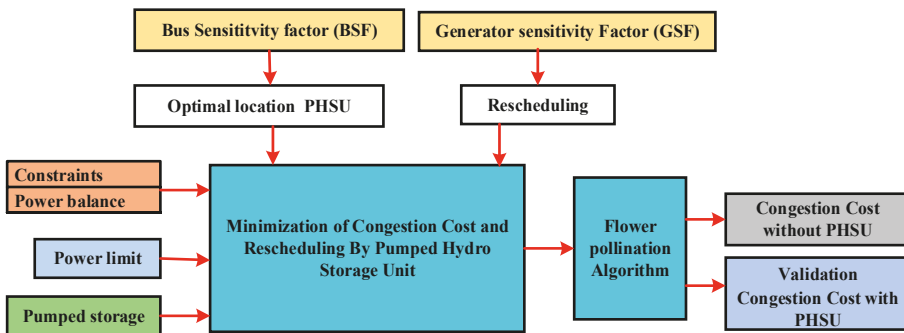 Bus Sensititvity factor (BSF)
Generator sensitivity Factor (GSF)
Optimal location PHSU
Rescheduling
Constraints
Power balance
Power limit
Pumped storage
Minimization of Congestion Cost and
Rescheduling By Pumped Hydro
Storage Unit
Flower
pollination
Algorithm
Congestion Cost
without PHSU
Validation
Congestion Cost with
PHSU